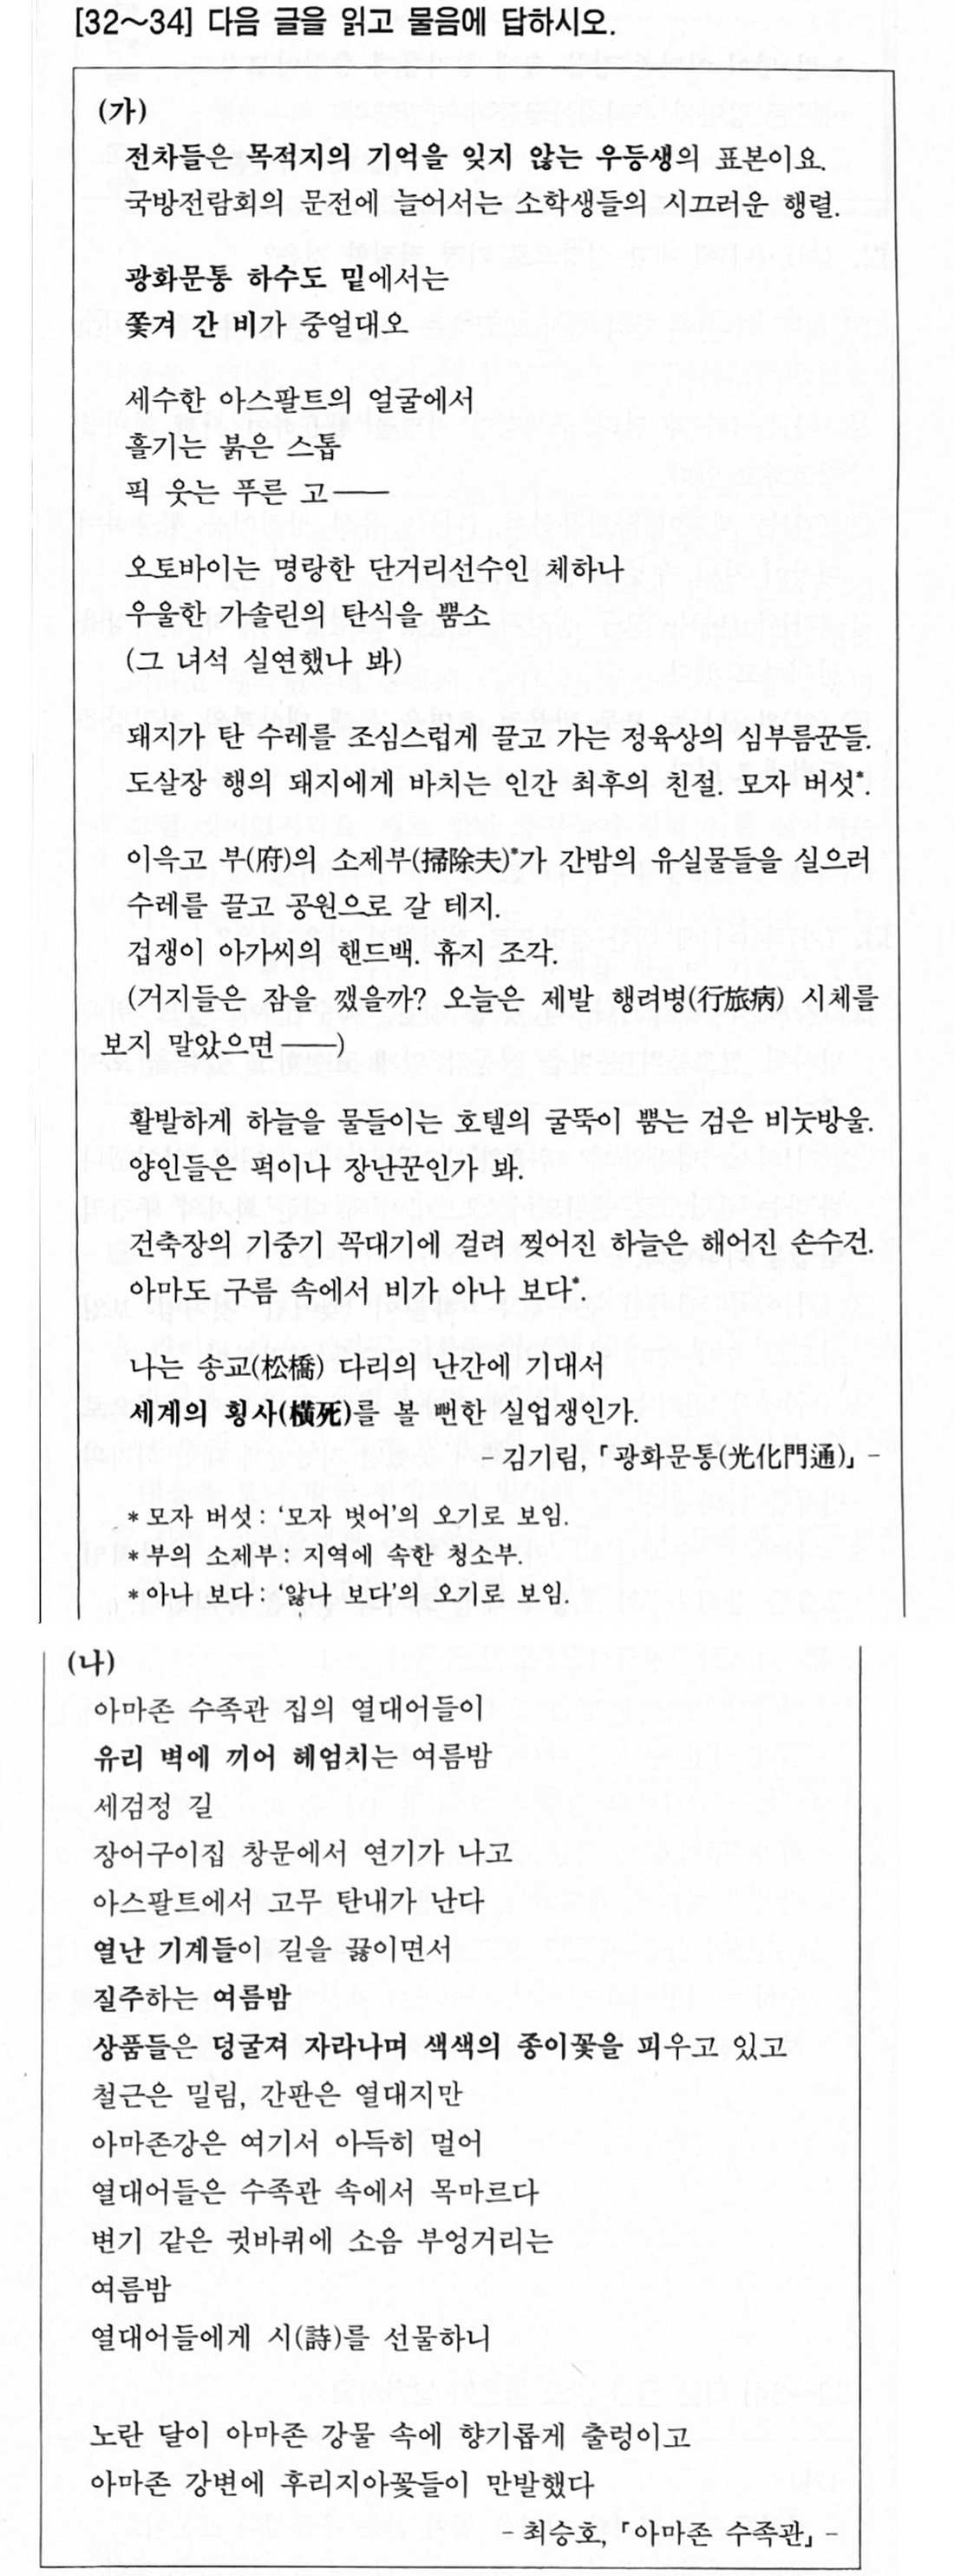 [32～34] 다음 글을 읽고 물음에 답하시오.
(가)
전차들은 목적지의 기억을 잊지 않는 우등생의 표본이요.
국방전람회의 문전에 늘어서는 소학생들의 시끄러운 행렬.
광화문통 하수도 밑에서는
쫓겨 간 비가 중얼대오
세수한 아스팔트의 얼굴에서
흘기는 붉은 스톱
픽 웃는 푸른 고──
오토바이는 명랑한 단거리선수인 체하나
우울한 가솔린의 탄식을 뿜소
(그 녀석 실연했나 봐)
돼지가 탄 수레를 조심스럽게 끌고 가는 정육상의 심부름꾼들.
도살장 행의 돼지에게 바치는 인간 최후의 친절. 모자 버섯*.
이윽고 부(府)의 소제부(掃除夫)*가 간밤의 유실물들을 실으러
수레를 끌고 공원으로 갈 테지.
겁쟁이 아가씨의 핸드백. 휴지 조각.
(거지들은 잠을 깼을까? 오늘은 제발 행려병(行旅病) 시체를
보지 말았으면──)
활발하게 하늘을 물들이는 호텔의 굴뚝이 뿜는 검은 비눗방울.
양인들은 퍽이나 장난꾼인가 봐.
건축장의 기중기 꼭대기에 걸려 찢어진 하늘은 해어진 손수건.
아마도 구름 속에서 비가 아나 보다*.
나는 송교(松橋) 다리의 난간에 기대서
세계의 횡사(橫死)를 볼 뻔한 실업쟁인가.
- 김기림, 「광화문통(光化門通)」 -
* 모자 버섯 : ‘모자 벗어’의 오기로 보임.
* 부의 소제부 : 지역에 속한 청소부.
* 아나 보다 : ‘앓나 보다’의 오기로 보임.
(나)
아마존 수족관 집의 열대어들이
유리 벽에 끼어 헤엄치는 여름밤
세검정 길
장어구이집 창문에서 연기가 나고
아스팔트에서 고무 탄내가 난다
열난 기계들이 길을 끓이면서
질주하는 여름밤
상품들은 덩굴져 자라나며 색색의 종이꽃을 피우고 있고
철근은 밀림, 간판은 열대지만
아마존강은 여기서 아득히 멀어
열대어들은 수족관 속에서 목마르다
변기 같은 귓바퀴에 소음 부엉거리는
여름밤
열대어들에게 시(詩)를 선물하니
노란 달이 아마존 강물 속에 향기롭게 출렁이고
아마존 강변에 후리지아꽃들이 만발했다
- 최승호, 「아마존 수족관」 -